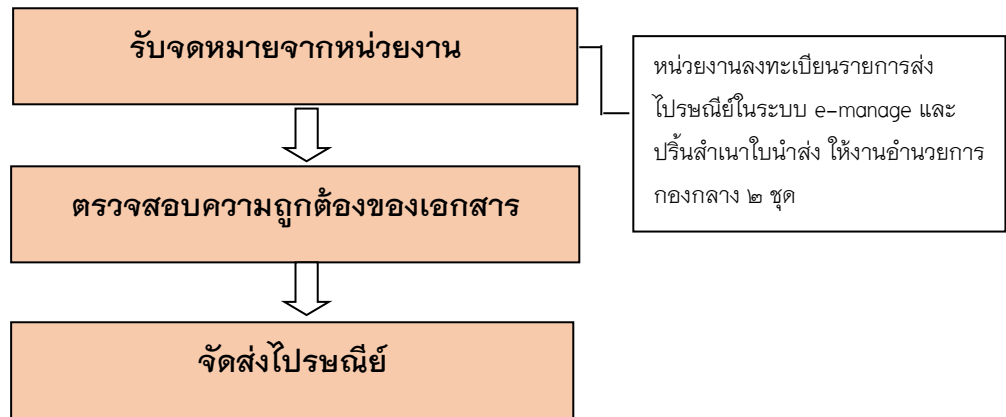 รับจดหมายจากหน่วยงาน
หน่วยงานลงทะเบียนรายการส่ง
ไปรษณีย์ในระบบ e-manage และ
ปริ้นสำเนาใบนำส่ง ให้งานอำนวยการ
กองกลาง ๒ ชุด
ตรวจสอบความถูกต้องของเอกสาร
จัดส่งไปรษณีย์